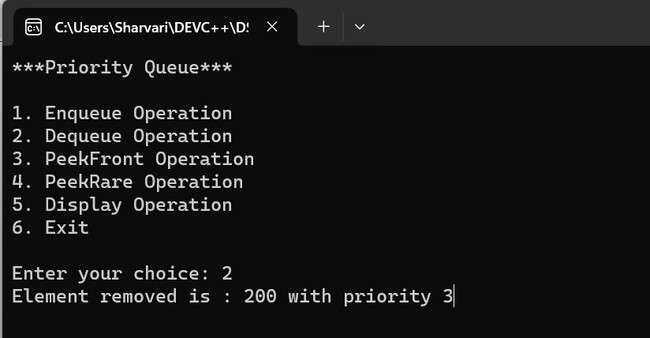 C:\Users\Sharvari\DEVC++\DS
***Priority Queue***
1. Enqueue Operation
2. Dequeue Operation
3. PeekFront Operation
4. PeekRare Operation
5. Display Operation
6. Exit
Enter your choice: 2
Element removed is : 200 with priority 3